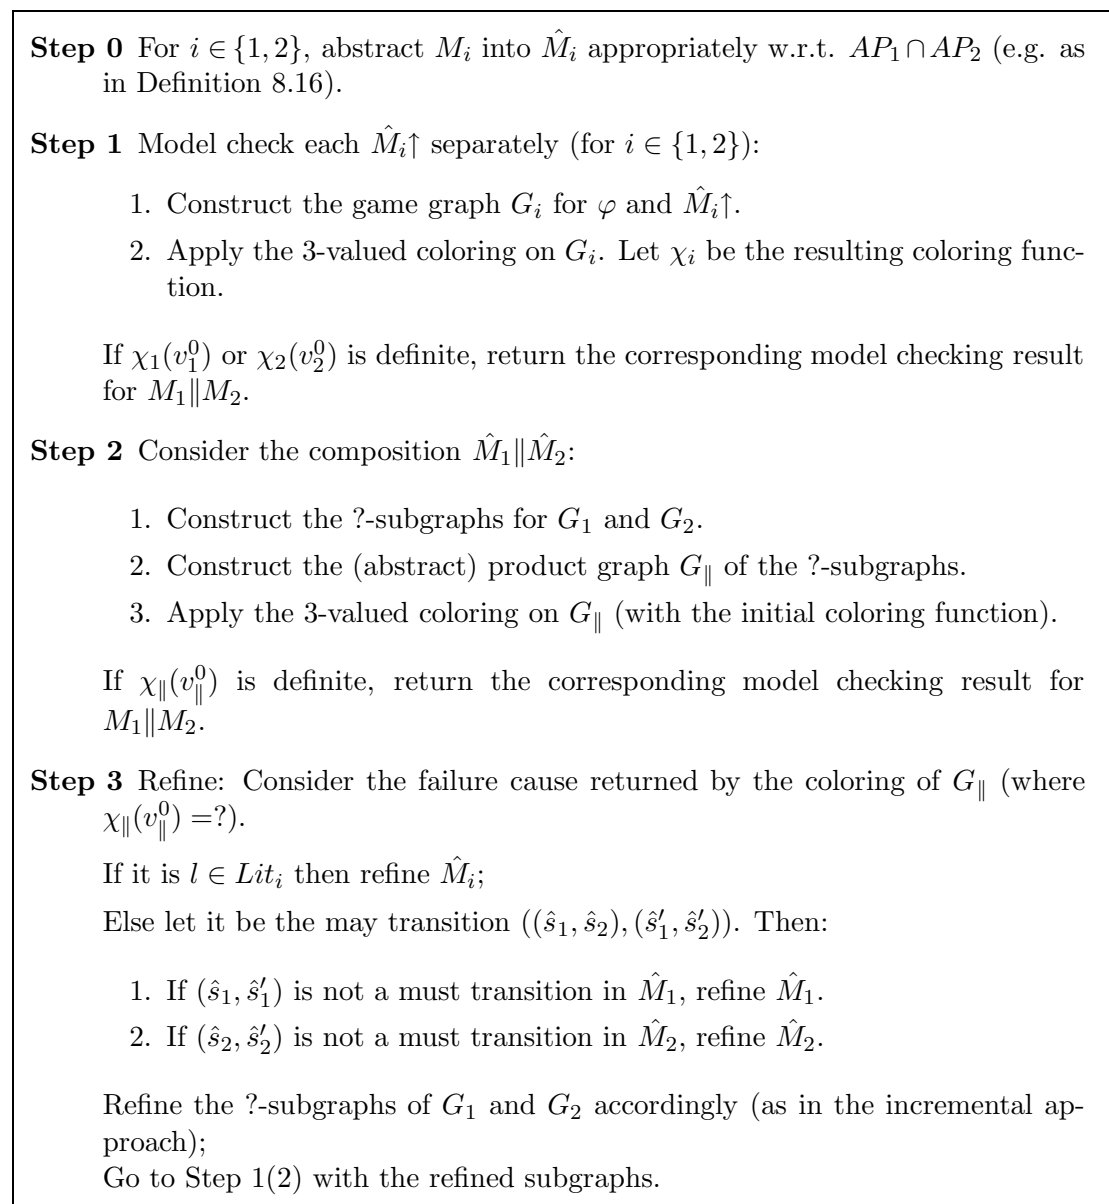 Step 0 For i ∈ {1, 2}, abstract M_i into M̂_i appropriately w.r.t. AP_1 ∩ AP_2 (e.g. as
in Definition 8.16).
Step 1 Model check each M̂_i↑ separately (for i ∈ {1, 2}):
1. Construct the game graph G_i for φ and M̂_i↑.
2. Apply the 3-valued coloring on G_i. Let χ_i be the resulting coloring func-
tion.
If χ_1(v_1^0) or χ_2(v_2^0) is definite, return the corresponding model checking result
for M_1∥M_2.
Step 2 Consider the composition M̂_1∥M̂_2:
1. Construct the ?-subgraphs for G_1 and G_2.
2. Construct the (abstract) product graph G_∥ of the ?-subgraphs.
3. Apply the 3-valued coloring on G_∥ (with the initial coloring function).
If χ_∥(v_∥^0) is definite, return the corresponding model checking result for
M_1∥M_2.
Step 3 Refine: Consider the failure cause returned by the coloring of G_∥ (where
χ_∥(v_∥^0) =?).
If it is l ∈ Lit_i then refine M̂_i;
Else let it be the may transition ((ŝ_1, ŝ_2), (ŝ′_1, ŝ′_2)). Then:
1. If (ŝ_1, ŝ′_1) is not a must transition in M̂_1, refine M̂_1.
2. If (ŝ_2, ŝ′_2) is not a must transition in M̂_2, refine M̂_2.
Refine the ?-subgraphs of G_1 and G_2 accordingly (as in the incremental ap-
proach);
Go to Step 1(2) with the refined subgraphs.